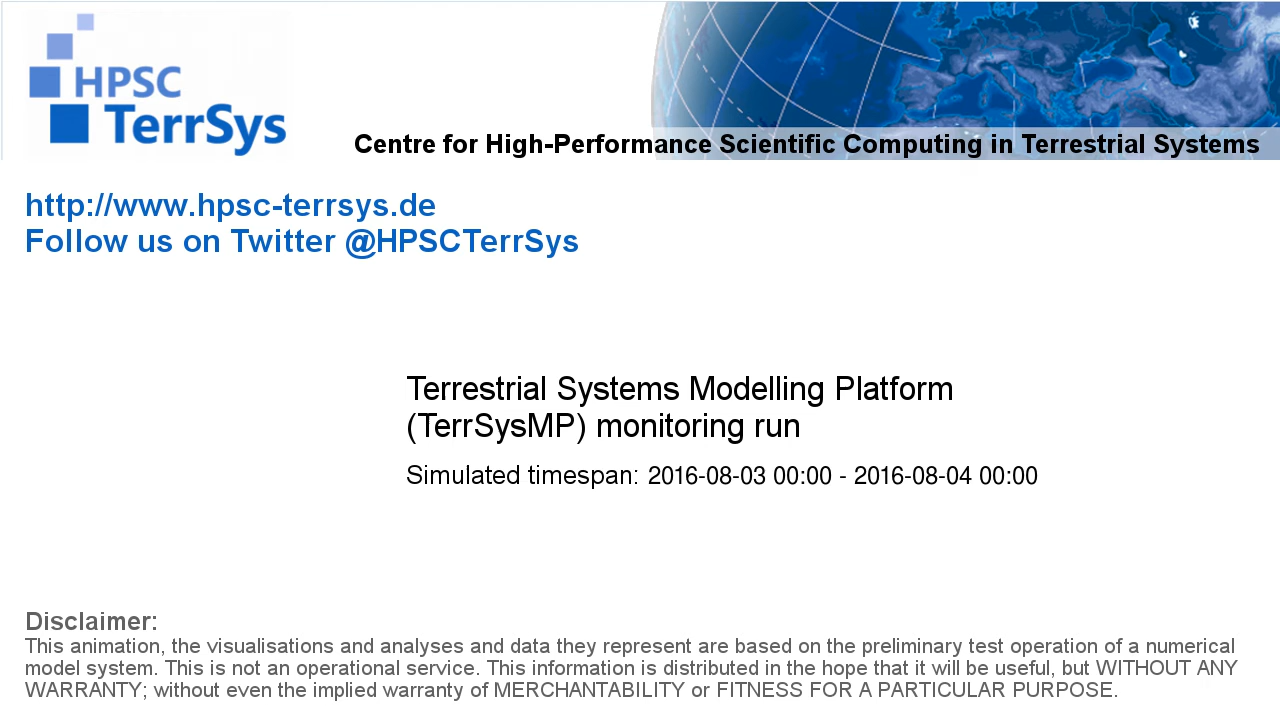 HPSC
TerrSys
Centre for High-Performance Scientific Computing in Terrestrial Systems
http://www.hpsc-terrsys.de
Follow us on Twitter @HPSCTerrSys
Terrestrial Systems Modelling Platform
(TerrSysMP) monitoring run
Simulated timespan: 2016-08-03 00:00 - 2016-08-04 00:00
Disclaimer:
This animation, the visualisations and analyses and data they represent are based on the preliminary test operation of a numerical
model system. This is not an operational service. This information is distributed in the hope that it will be useful, but WITHOUT ANY
WARRANTY; without even the implied warranty of MERCHANTABILITY or FITNESS FOR A PARTICULAR PURPOSE.